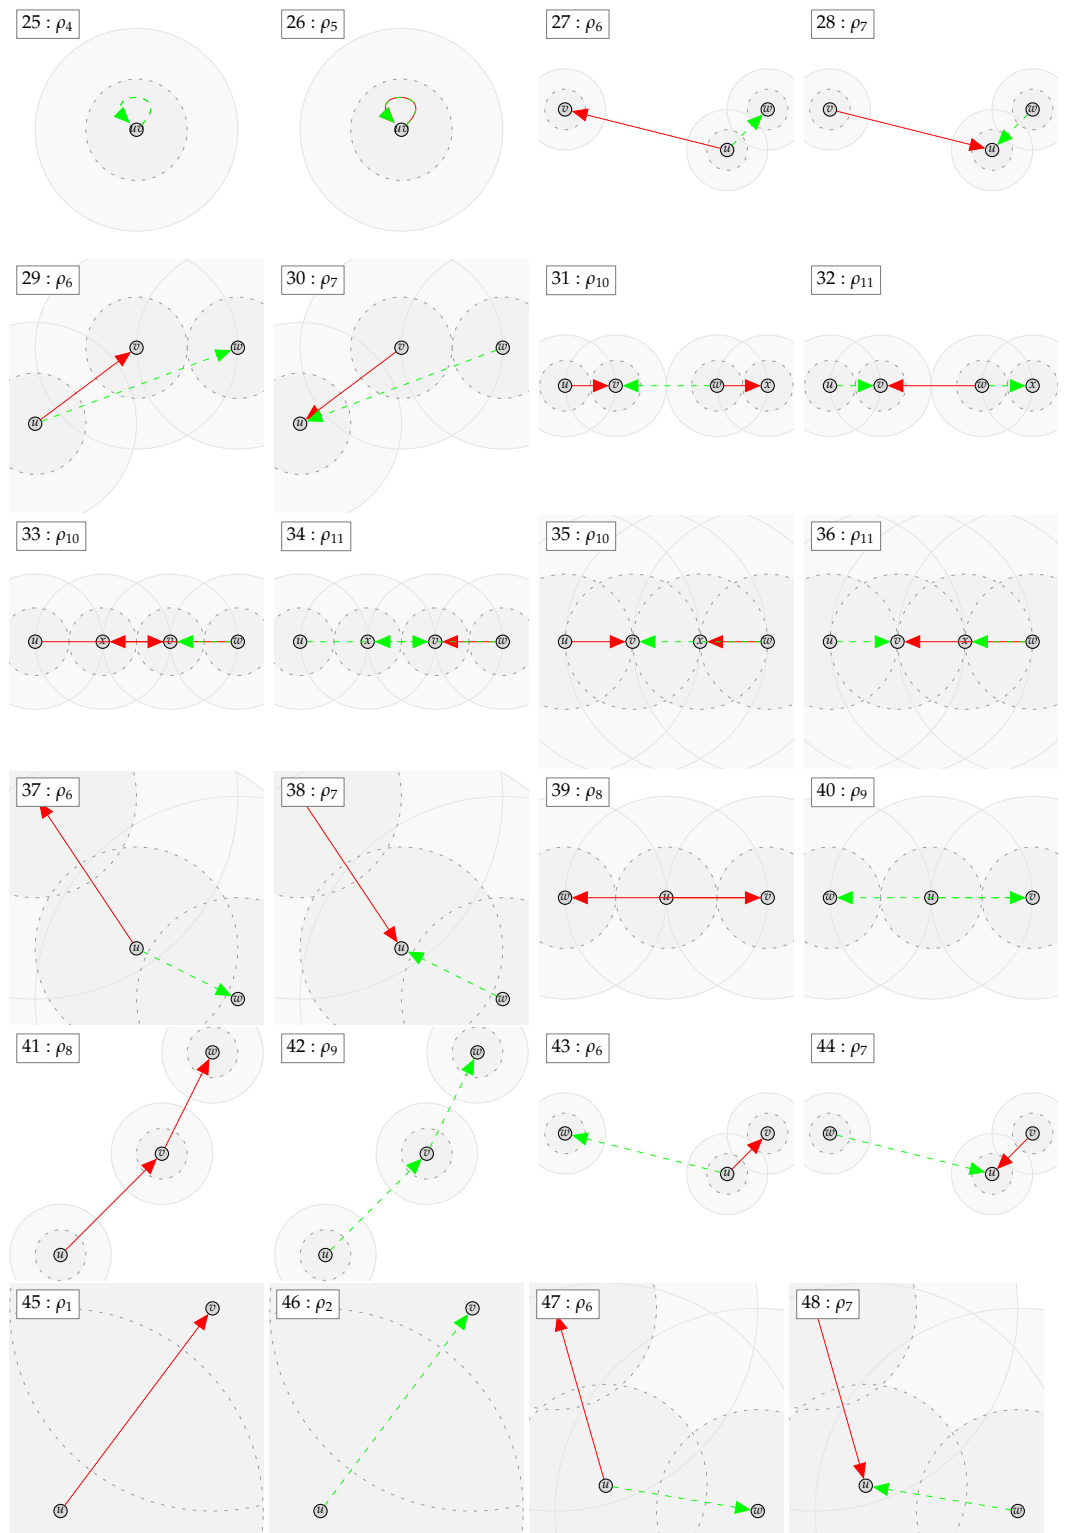 25 : ρ₄
26 : ρ₅
27 : ρ₆
28 : ρ₇
v
w
u
v
w
u
29 : ρ₆
30 : ρ₇
31 : ρ₁₀
32 : ρ₁₁
v
w
u
v
w
u
u
v
w
x
u
v
w
x
33 : ρ₁₀
34 : ρ₁₁
35 : ρ₁₀
36 : ρ₁₁
u
x
v
w
u
x
v
w
u
v
x
w
u
v
x
w
37 : ρ₆
38 : ρ₇
39 : ρ₈
40 : ρ₉
u
w
u
w
w
u
v
w
u
v
41 : ρ₈
42 : ρ₉
43 : ρ₆
44 : ρ₇
w
v
u
w
v
u
w
v
u
w
v
u
45 : ρ₁
46 : ρ₂
47 : ρ₆
48 : ρ₇
v
u
v
u
u
w
u
w